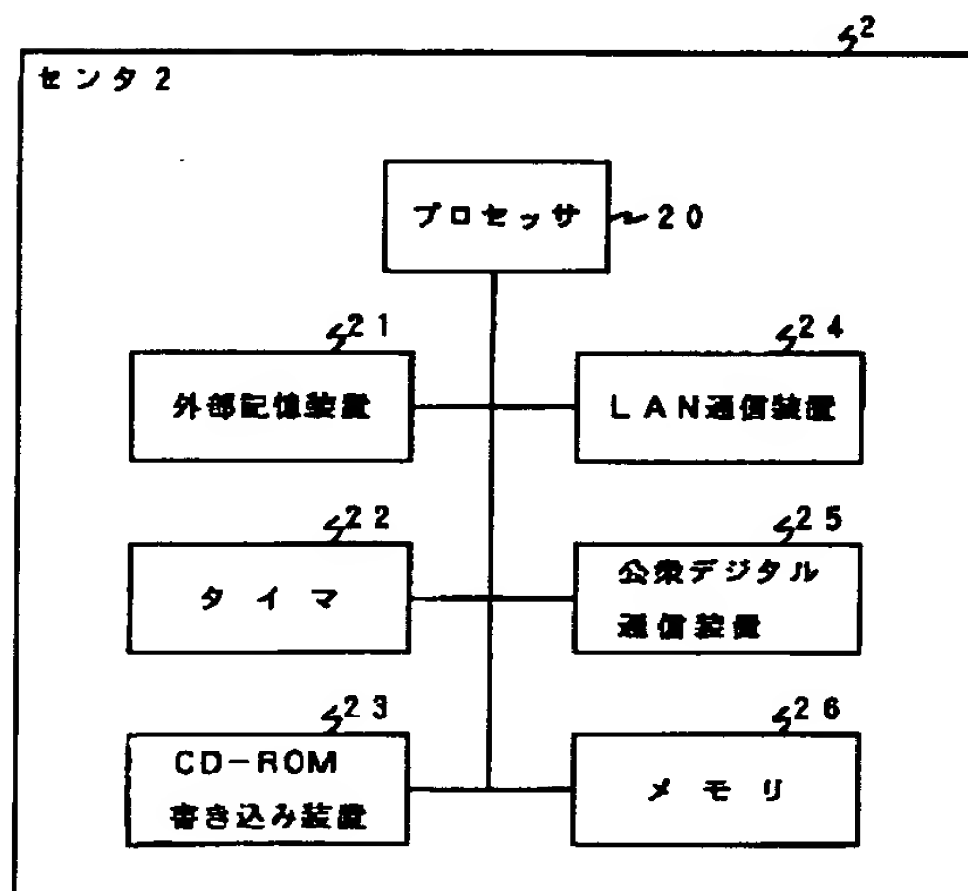 2
センタ2
プロセッサ
20
21
外部記憶装置
24
LAN通信装置
22
タイマ
25
公衆デジタル
通信装置
23
CD-ROM
書き込み装置
26
メモリ